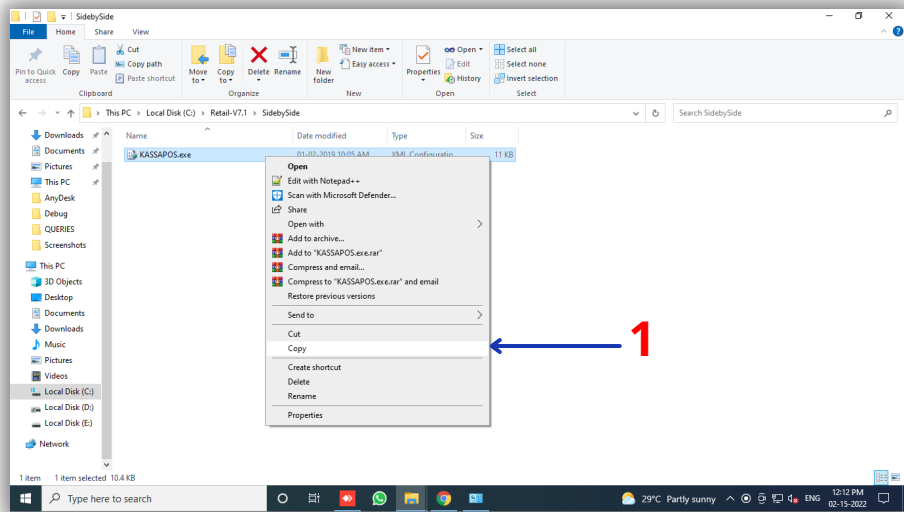 SidebySide
File Home Share View
Pin to Quick access
Copy
Paste
Cut
Copy path
Paste shortcut
Clipboard
Move to
Copy to
Delete
Rename
Organize
New folder
New item
Easy access
New
Properties
Open
Edit
History
Open
Select all
Select none
Invert selection
Select
This PC > Local Disk (C:) > Retail-V7.1 > SidebySide
Search SidebySide
Name Date modified Type Size
KASSAPOS.exe 01-02-2019 10:05 AM XML Configuratio... 11 KB
Downloads
Documents
Pictures
This PC
AnyDesk
Debug
QUERIES
Screenshots
This PC
3D Objects
Desktop
Documents
Downloads
Music
Pictures
Videos
Local Disk (C:)
Local Disk (D:)
Local Disk (E:)
Network
Open
Edit with Notepad++
Scan with Microsoft Defender...
Share
Open with
Add to archive...
Add to "KASSAPOS.exe.rar"
Compress and email...
Compress to "KASSAPOS.exe.rar" and email
Restore previous versions
Send to
Cut
Copy
Create shortcut
Delete
Rename
Properties
1
1 item 1 item selected 10.4 KB
Type here to search
29°C Partly sunny
ENG
12:12 PM
02-15-2022